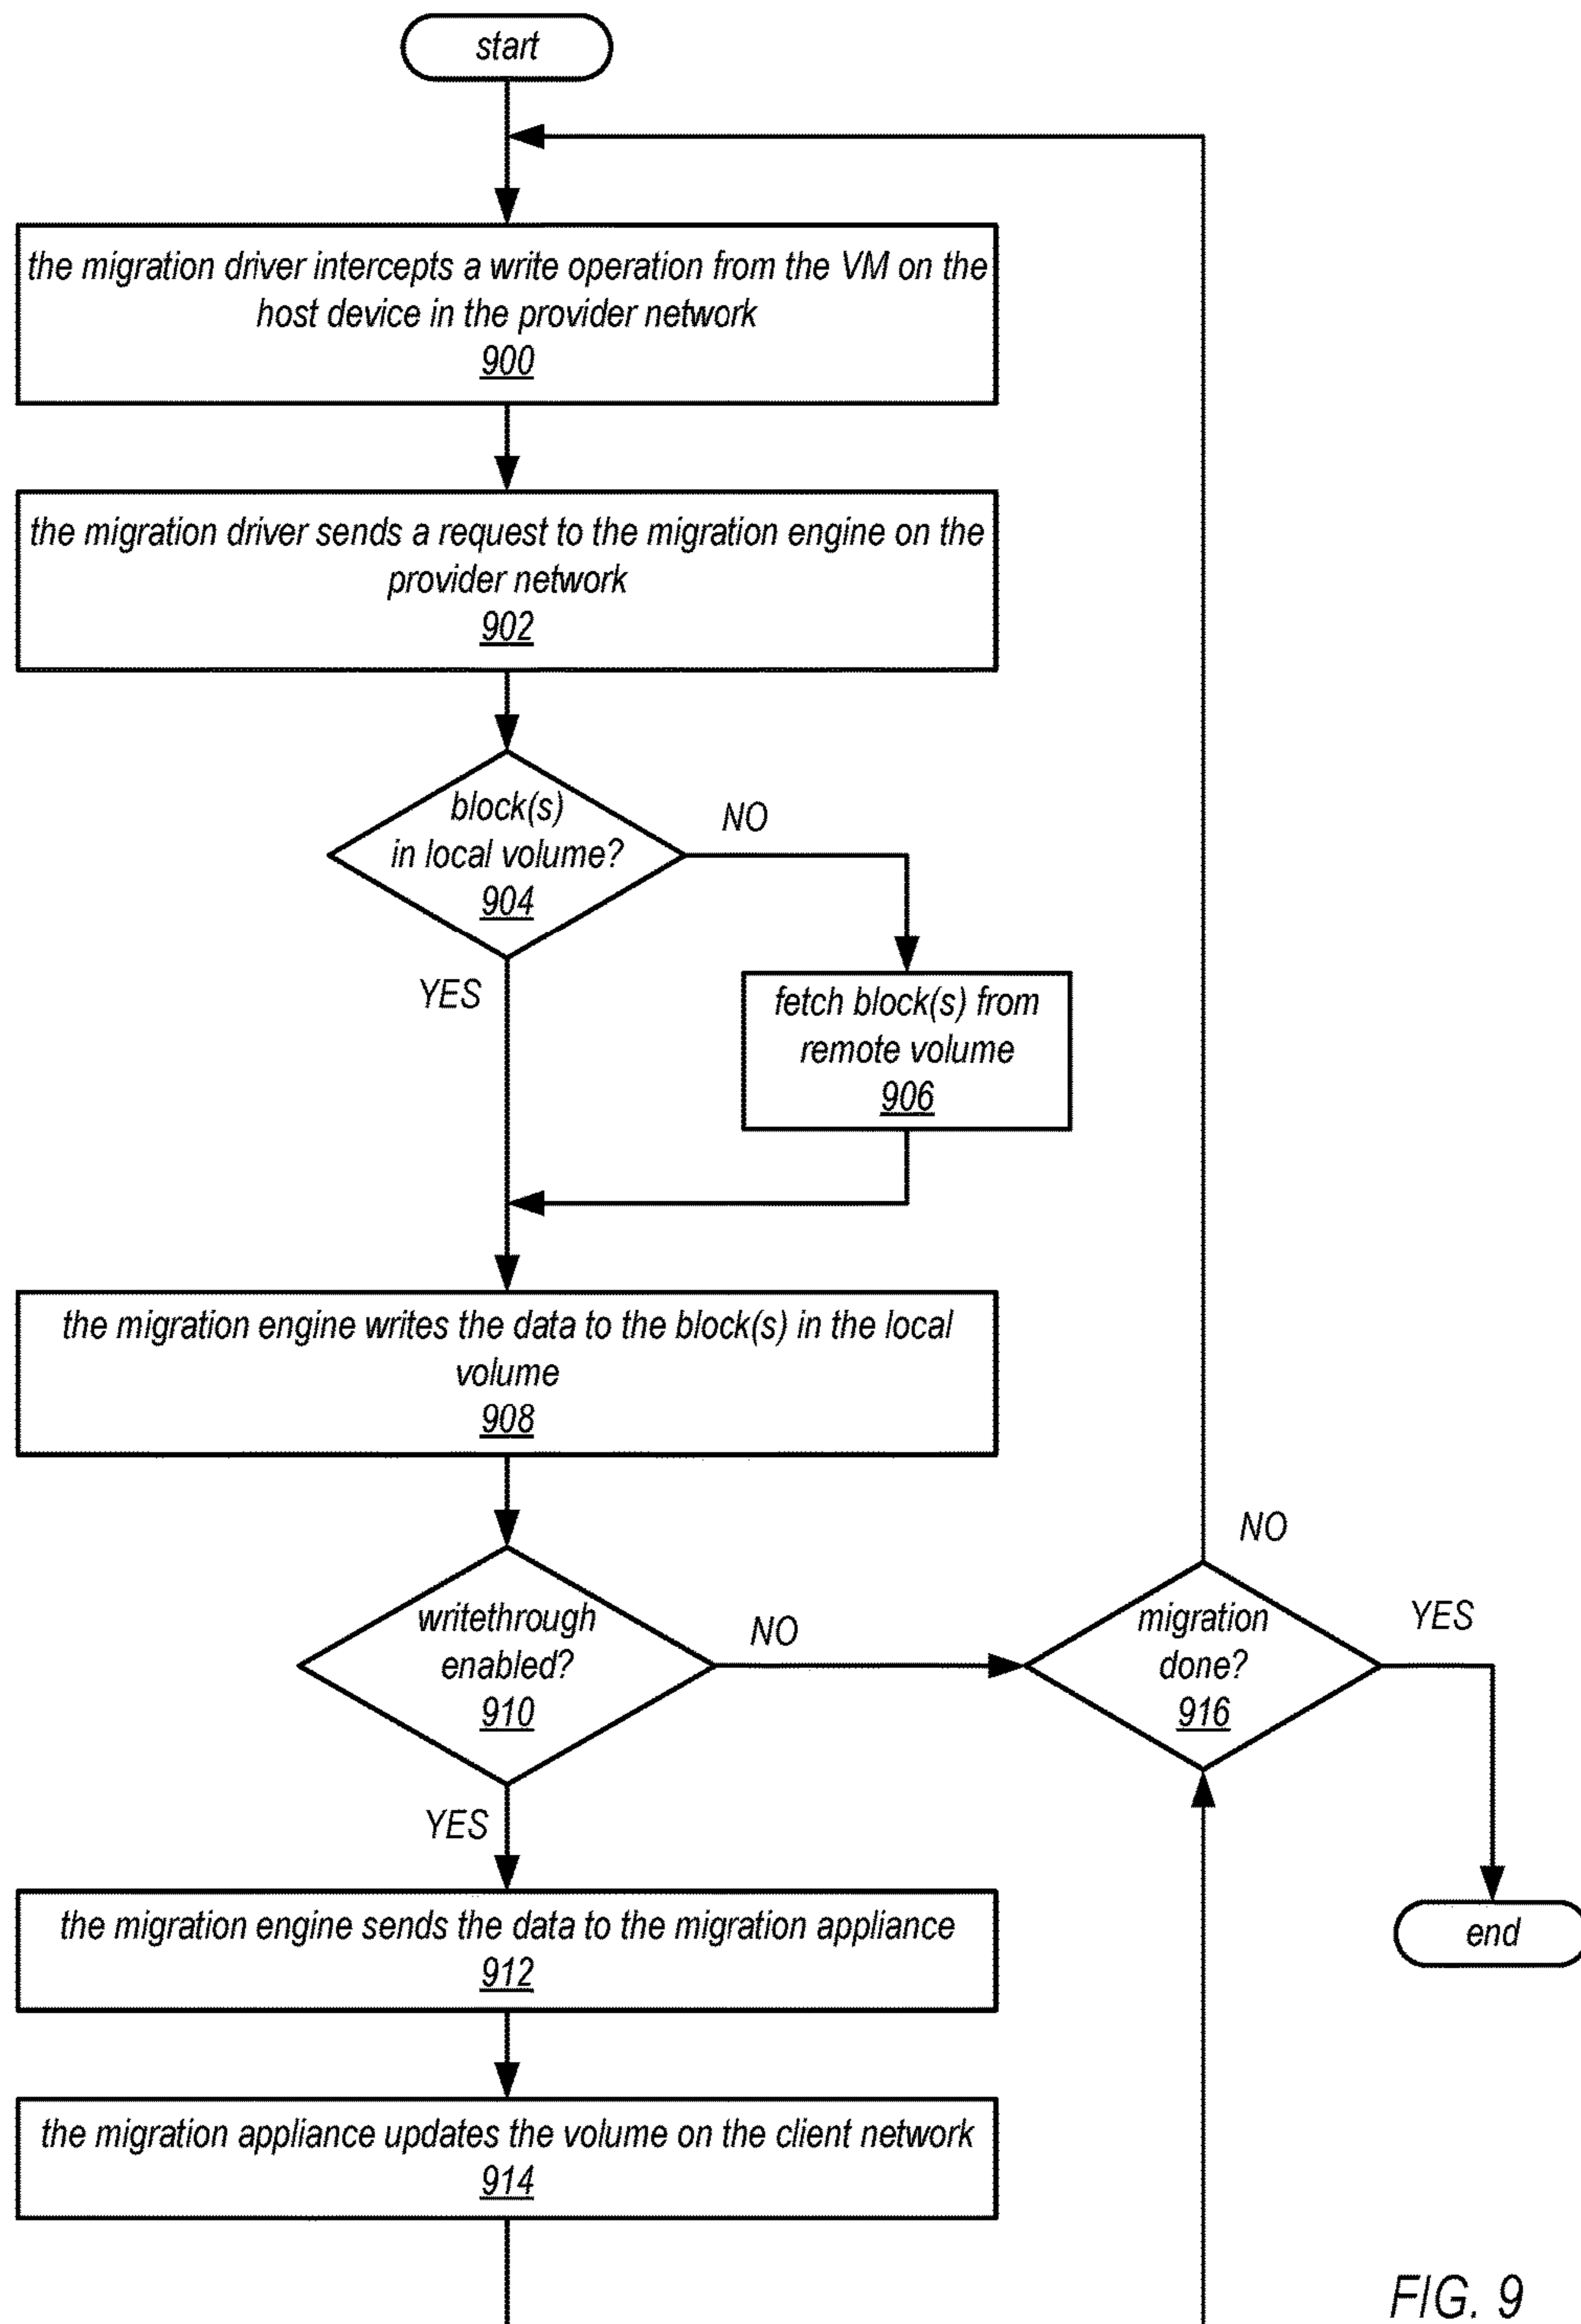 start
the migration driver intercepts a write operation from the VM on the
host device in the provider network
900
the migration driver sends a request to the migration engine on the
provider network
902
block(s)
in local volume?
904
NO
YES
fetch block(s) from
remote volume
906
the migration engine writes the data to the block(s) in the local
volume
908
writethrough
enabled?
910
NO
YES
migration
done?
916
NO
YES
the migration engine sends the data to the migration appliance
912
end
the migration appliance updates the volume on the client network
914
FIG. 9